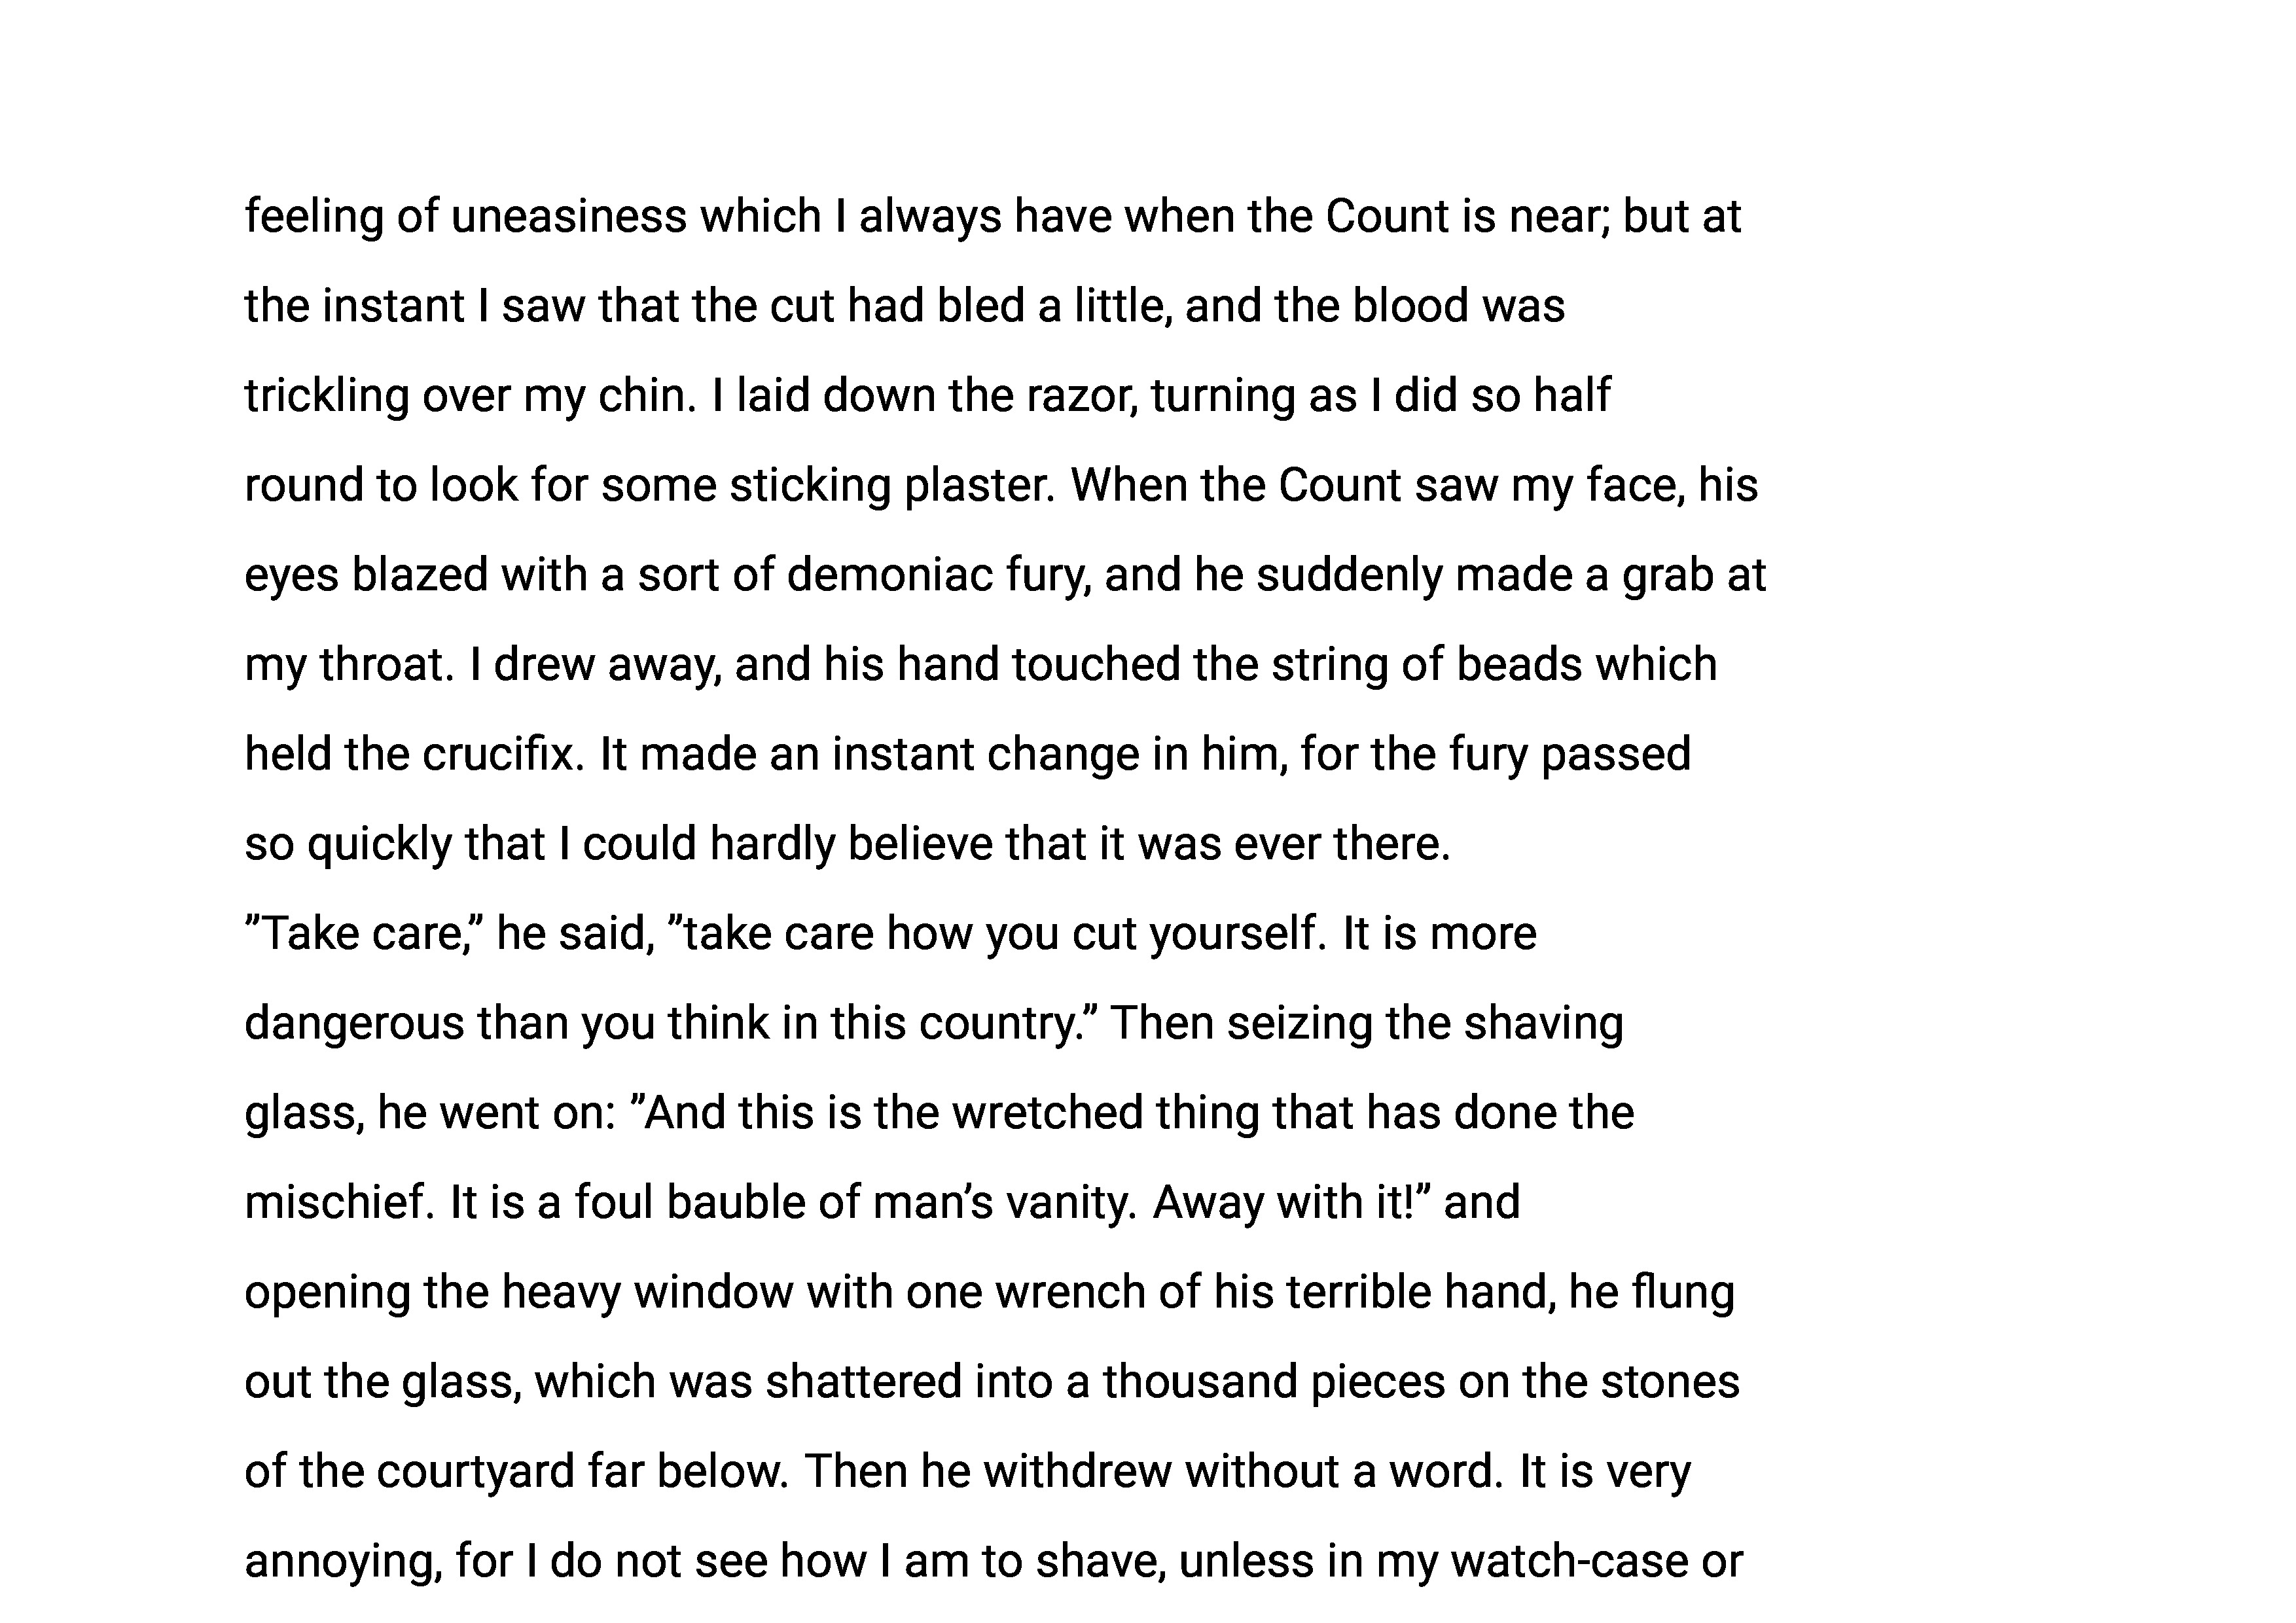 feeling of uneasiness which I always have when the Count is near; but at
the instant I saw that the cut had bled a little, and the blood was
trickling over my chin. I laid down the razor, turning as I did so half
round to look for some sticking plaster. When the Count saw my face, his
eyes blazed with a sort of demoniac fury, and he suddenly made a grab at
my throat. I drew away, and his hand touched the string of beads which
held the crucifix. It made an instant change in him, for the fury passed
so quickly that I could hardly believe that it was ever there.
”Take care,” he said, ”take care how you cut yourself. It is more
dangerous than you think in this country.” Then seizing the shaving
glass, he went on: ”And this is the wretched thing that has done the
mischief. It is a foul bauble of man’s vanity. Away with it!” and
opening the heavy window with one wrench of his terrible hand, he flung
out the glass, which was shattered into a thousand pieces on the stones
of the courtyard far below. Then he withdrew without a word. It is very
annoying, for I do not see how I am to shave, unless in my watch-case or